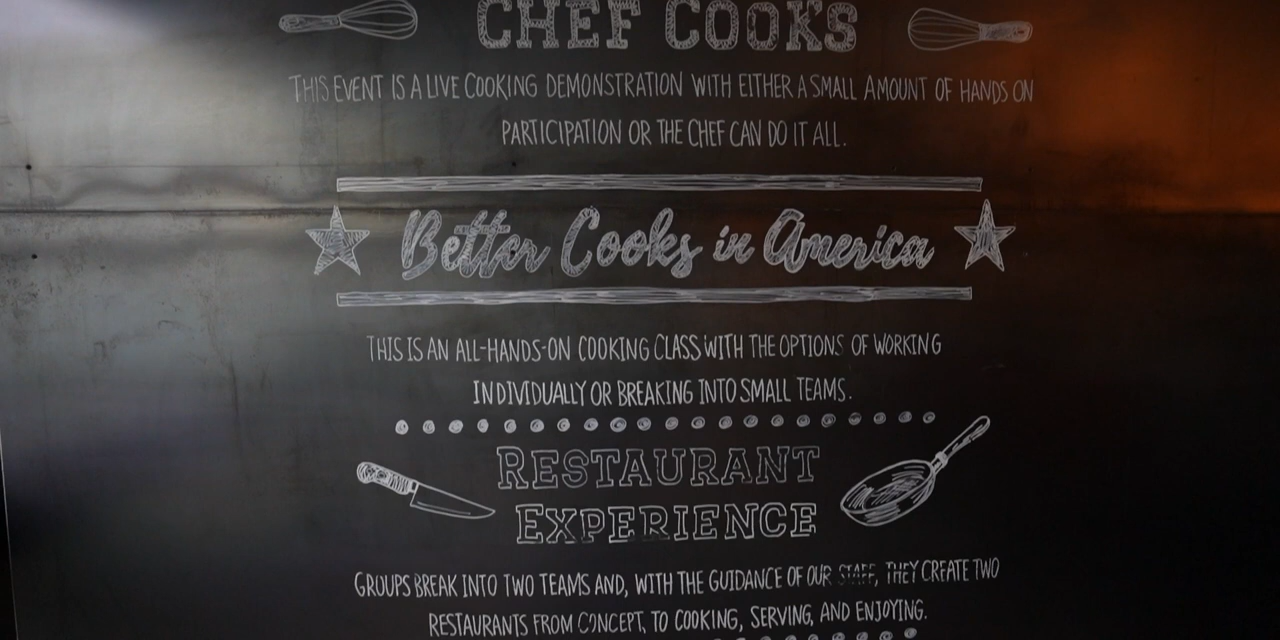 CHEF COOKS
THIS EVENT IS A LIVE COOKING DEMONSTRATION WITH EITHER A SMALL AMOUNT OF HANDS ON
PARTICIPATION OR THE CHEF CAN DO IT ALL.
Better Cooks in America
THIS IS AN ALL-HANDS-ON COOKING CLASS WITH THE OPTIONS OF WORKING
INDIVIDUALLY OR BREAKING INTO SMALL TEAMS.
RESTAURANT
EXPERIENCE
GROUPS BREAK INTO TWO TEAMS AND, WITH THE GUIDANCE OF OUR STAFF, THEY CREATE TWO
RESTAURANTS FROM CONCEPT, TO COOKING, SERVING, AND ENJOYING.